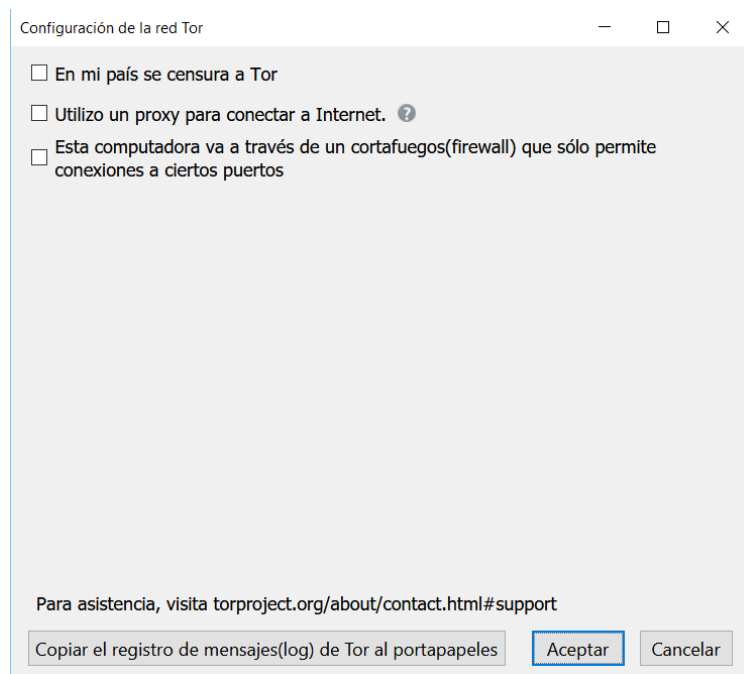 Configuración de la red Tor
En mi país se censura a Tor
Utilizo un proxy para conectar a Internet. ?
Esta computadora va a través de un cortafuegos(firewall) que sólo permite
conexiones a ciertos puertos
Para asistencia, visita torproject.org/about/contact.html#support
Copiar el registro de mensajes(log) de Tor al portapapeles Aceptar Cancelar